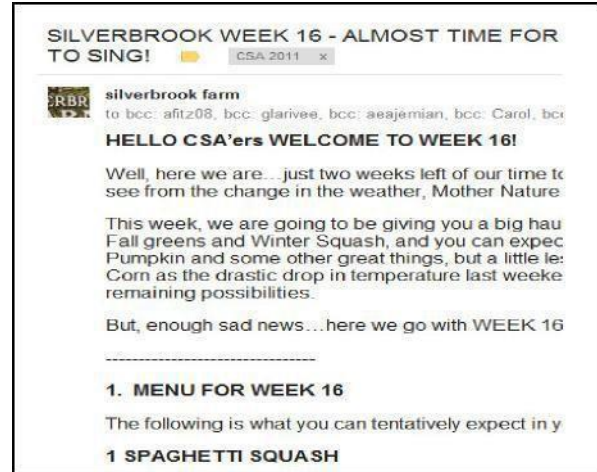 SILVERBROOK WEEK 16 - ALMOST TIME FOR
TO SING!
CSA 2011 x
RBR
silverbrook farm
to bcc: afitz08, bcc: glarivee, bcc: aeajemian, bcc: Carol, bcc
HELLO CSA'ers WELCOME TO WEEK 16!
Well, here we are…just two weeks left of our time to
see from the change in the weather, Mother Nature
This week, we are going to be giving you a big hau
Fall greens and Winter Squash, and you can expec
Pumpkin and some other great things, but a little le
Corn as the drastic drop in temperature last weeke
remaining possibilities.
But, enough sad news…here we go with WEEK 16
--------------------------------
1. MENU FOR WEEK 16
The following is what you can tentatively expect in y
1 SPAGHETTI SQUASH